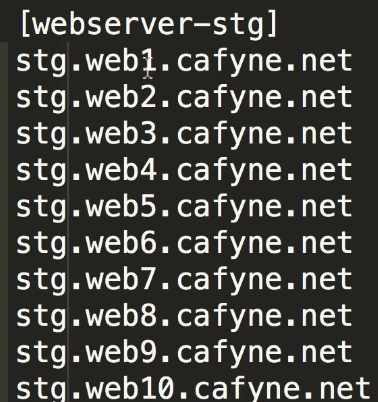 [webserver-stg]
stg.web1.cafyne.net
stg.web2.cafyne.net
stg.web3.cafyne.net
stg.web4.cafyne.net
stg.web5.cafyne.net
stg.web6.cafyne.net
stg.web7.cafyne.net
stg.web8.cafyne.net
stg.web9.cafyne.net
stg.web10.cafyne.net